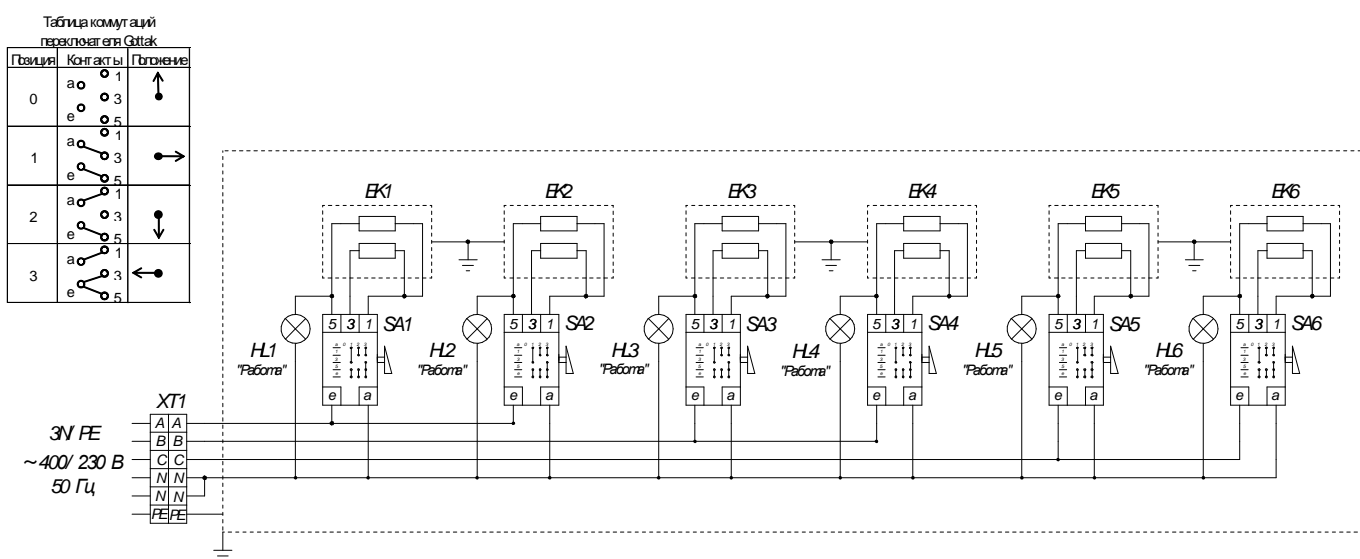 Таблица коммутаций
переключателя Gottak
Позиция Контакты Положение
0 а е 1 3 5
1 а е 1 3 5
2 а е 1 3 5
3 а е 1 3 5
EK1 EK2 EK3 EK4 EK5 EK6
5 3 1 SA1 5 3 1 SA2 5 3 1 SA3 5 3 1 SA4 5 3 1 SA5 5 3 1 SA6
HL1 HL2 HL3 HL4 HL5 HL6
"Работа" "Работа" "Работа" "Работа" "Работа" "Работа"
e a e a e a e a e a e a
XT1
3N/ PE
~400/ 230 В
50 Гц
A A
B B
C C
N N
N N
PE PE